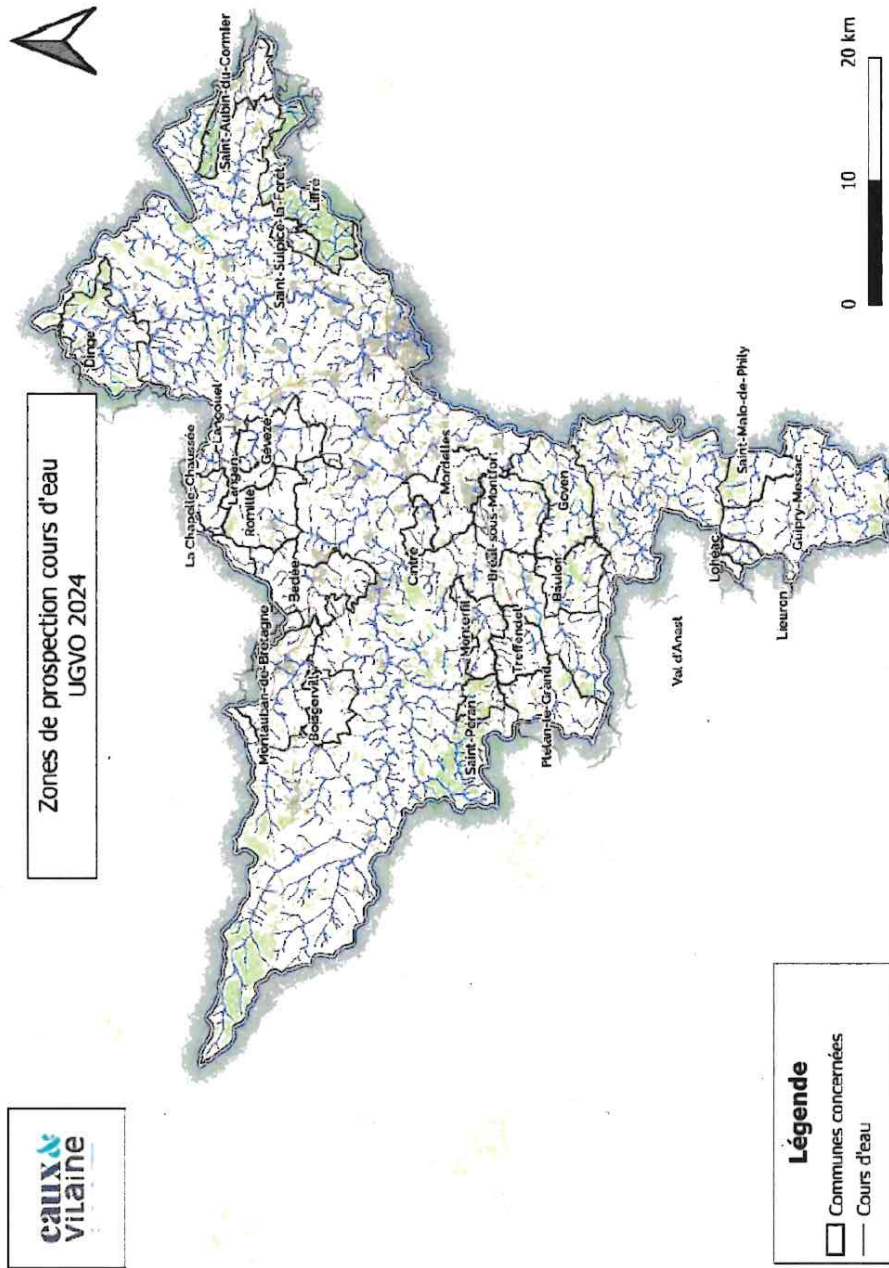 eaux&
Vilaine
Zones de prospection cours d'eau
UGVO 2024
Dingé
Saint-Aubin-du-Cormier
Saint-Sulpice-la-Forêt
Liffré
La Chapelle-Chaussée
Langouet
Langan
Gévezé
Romillé
Bédée
Montauban-de-Bretagne
Boisgervilly
Cintré
Mordelles
Bréal-sous-Montfort
Monterfil
Saint-Péran
Treffendel
Plélan-le-Grand
Baulon
Goven
Val d'Anast
Lohéac
Saint-Malo-de-Phily
Guipry-Messac
Lieuron
Légende
Communes concernées
Cours d'eau
0 10 20 km